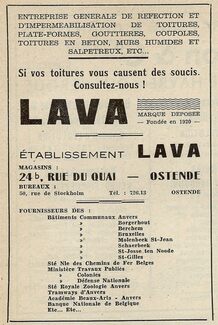 ENTREPRISE GENERALE DE REFECTION ET
D'IMPERMEABILISATION DE TOITURES,
PLATE-FORMES, GOUTTIERES, COUPOLES,
TOITURES EN BETON, MURS HUMIDES ET
SALPETREUX, ETC...
Si vos toitures vous causent des soucis.
Consultez-nous !
LAVA
MARQUE DEPOSEE
— Fondée en 1920 —
ÉTABLISSEMENT LAVA
MAGASINS :
24b, RUE DU QUAI — OSTENDE
BUREAUX :
50, rue de Stockholm Tél. : 726.13 OSTENDE
FOURNISSEURS DES :
Bâtiments Communaux Anvers
» Borgerhout
» Berchem
» Bruxelles
» Molenbeek St-Jean
» Schaerbeek
» St-Josse ten Noode
» St-Gilles
Sté Nle des Chemins de Fer Belges
Ministère Travaux Publics
» Colonies
» Défense Nationale
Sté Royale Zoologie Anvers
Tramways d'Anvers
Académie Beaux-Arts - Anvers
Banque Nationale de Belgique
Etc... Etc...